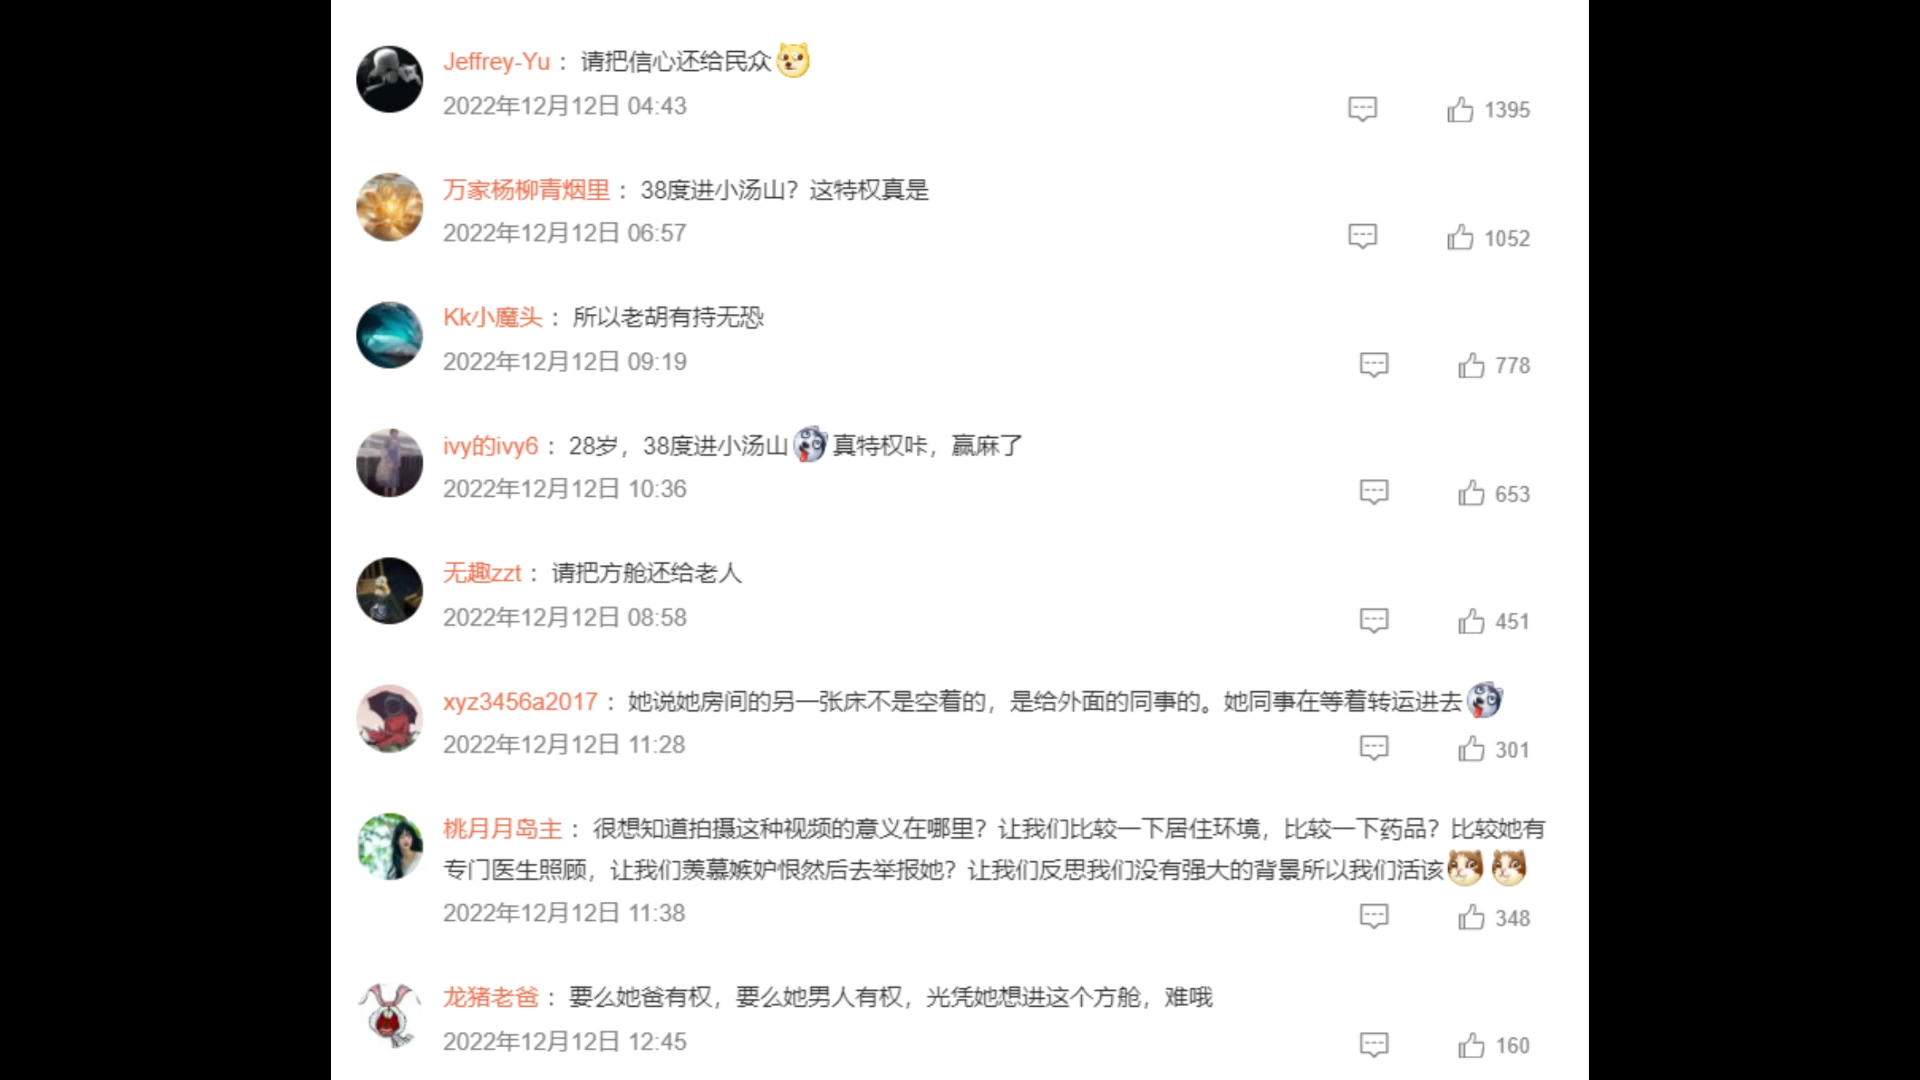 Jeffrey-Yu：请把信心还给民众
2022年12月12日 04:43
1395
万家杨柳青烟里：38度进小汤山？这特权真是
2022年12月12日 06:57
1052
Kk小魔头：所以老胡有持无恐
2022年12月12日 09:19
778
ivy的ivy6：28岁，38度进小汤山真特权咔，赢麻了
2022年12月12日 10:36
653
无趣zzt：请把方舱还给老人
2022年12月12日 08:58
451
xyz3456a2017：她说她房间的另一张床不是空着的，是给外面的同事的。她同事在等着转运进去
2022年12月12日 11:28
301
桃月月岛主：很想知道拍摄这种视频的意义在哪里？让我们比较一下居住环境，比较一下药品？比较她有
专门医生照顾，让我们羡慕嫉妒恨然后去举报她？让我们反思我们没有强大的背景所以我们活该
2022年12月12日 11:38
348
龙猪老爸：要么她爸有权，要么她男人有权，光凭她想进这个方舱，难哦
2022年12月12日 12:45
160